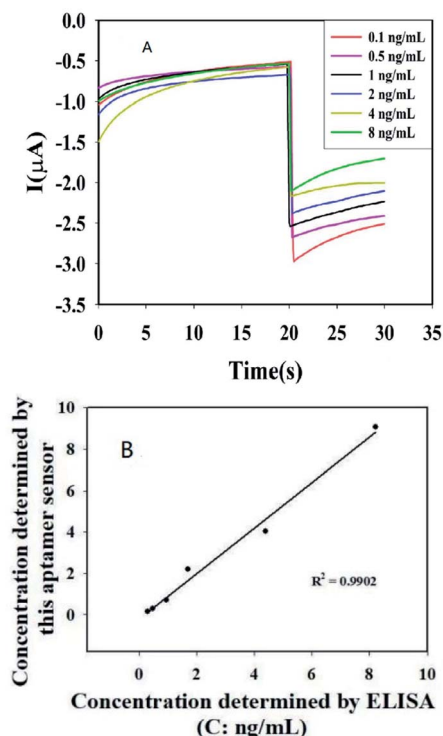 A
0.0
-0.5
-1.0
-1.5
-2.0
-2.5
-3.0
-3.5
I(μA)
0.1 ng/mL
0.5 ng/mL
1 ng/mL
2 ng/mL
4 ng/mL
8 ng/mL
0 5 10 15 20 25 30 35
Time(s)
B
Concentration determined by
this aptamer sensor
10
8
6
4
2
0
R² = 0.9902
0 2 4 6 8 10
Concentration determined by ELISA
(C: ng/mL)